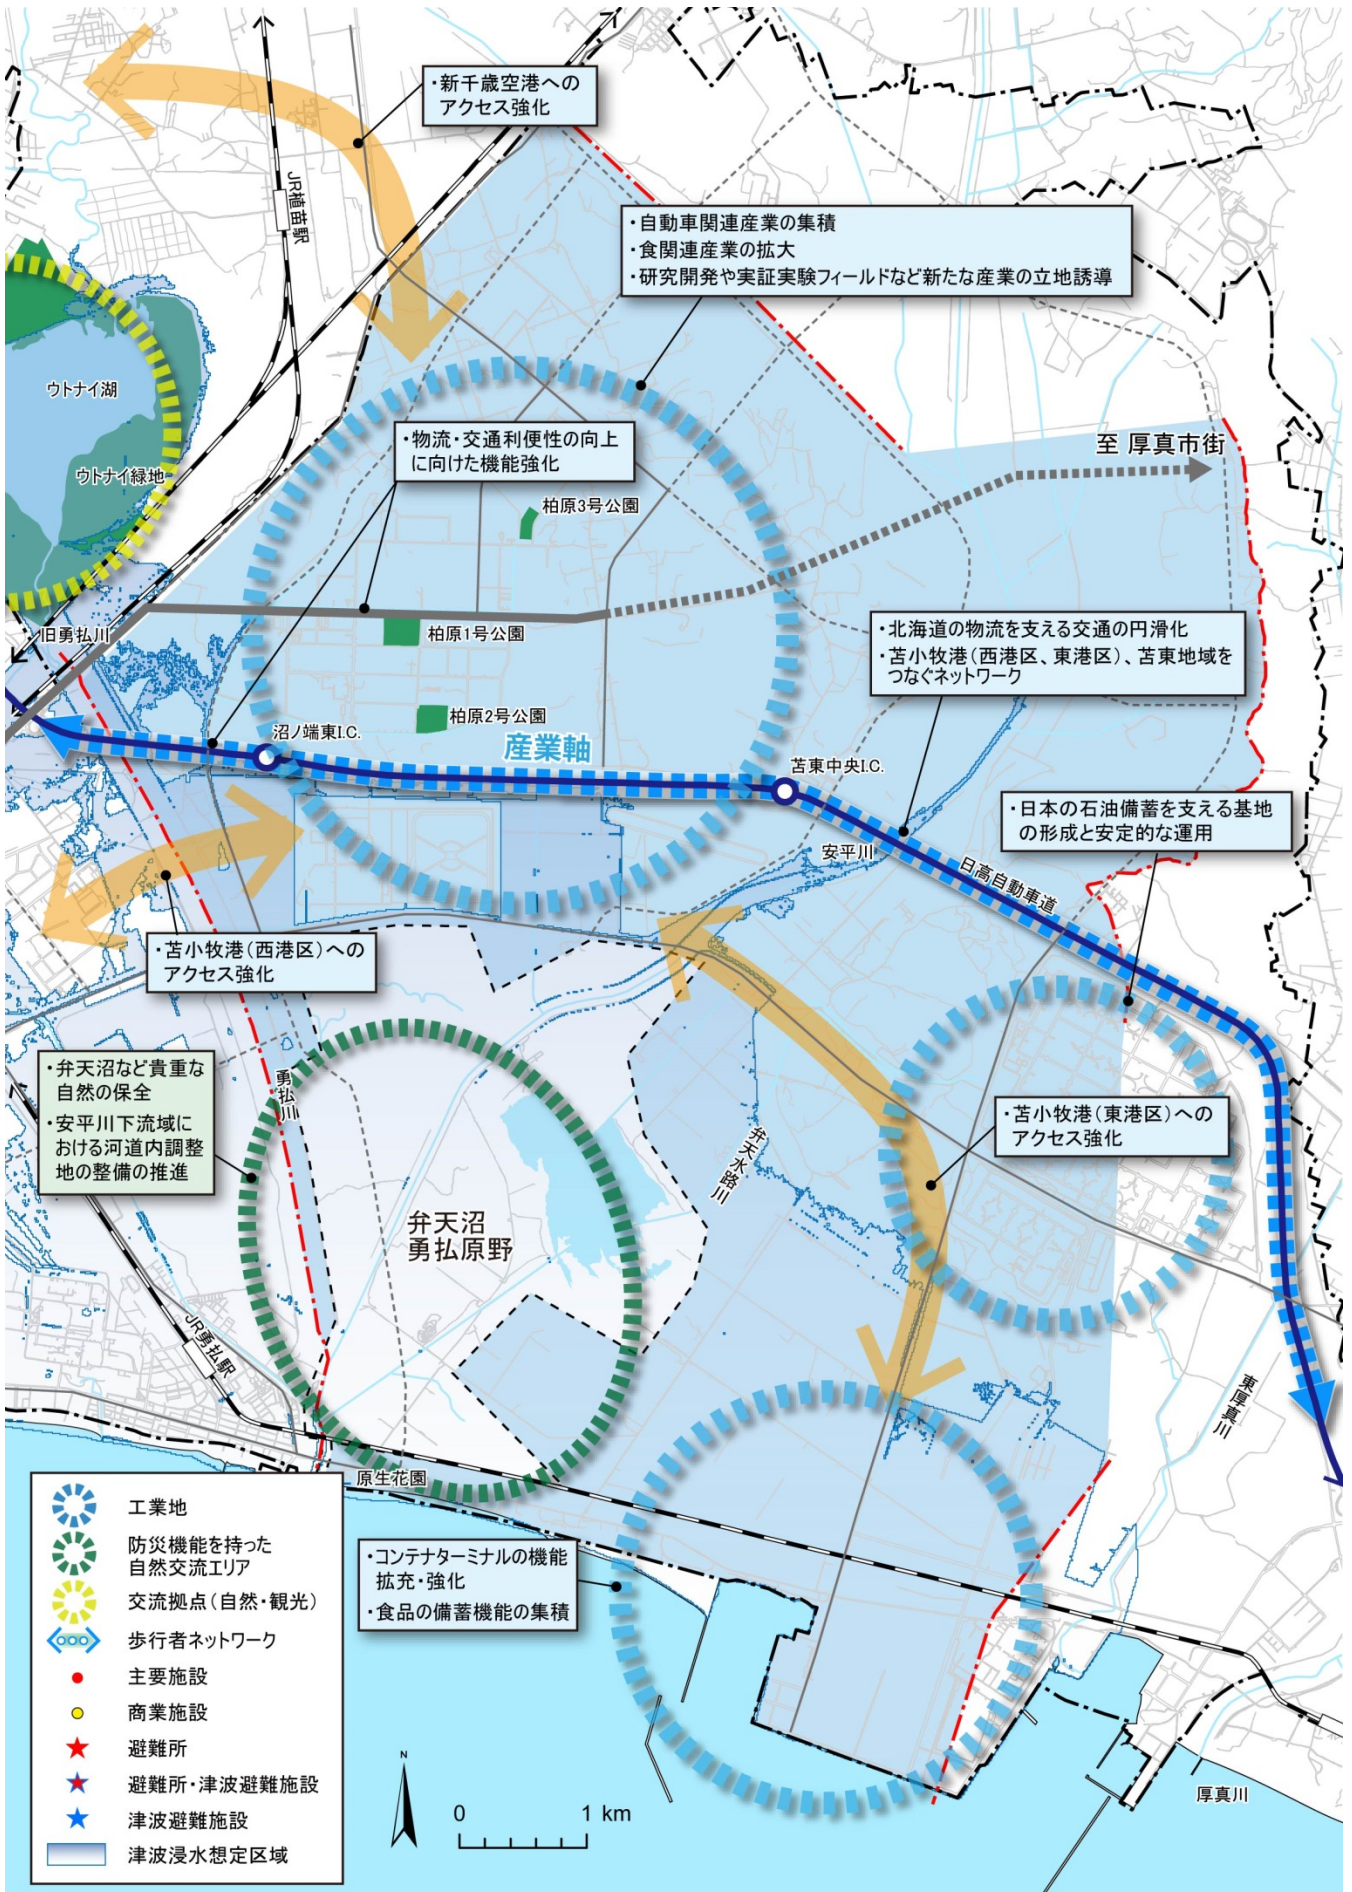 ・新千歳空港への
アクセス強化
JR植苗駅
・自動車関連産業の集積
・食関連産業の拡大
・研究開発や実証実験フィールドなど新たな産業の立地誘導
ウトナイ湖
ウトナイ緑地
・物流・交通利便性の向上
に向けた機能強化
至 厚真市街
柏原3号公園
旧勇払川
柏原1号公園
・北海道の物流を支える交通の円滑化
・苫小牧港(西港区、東港区)、苫東地域を
つなぐネットワーク
柏原2号公園
沼ノ端東I.C.
産業軸
苫東中央I.C.
・日本の石油備蓄を支える基地
の形成と安定的な運用
安平川
日高自動車道
・苫小牧港(西港区)への
アクセス強化
・弁天沼など貴重な
自然の保全
・安平川下流域に
おける河道内調整
地の整備の推進
勇払川
・苫小牧港(東港区)への
アクセス強化
弁天水路川
弁天沼
勇払原野
JR勇払駅
東厚真川
原生花園
・コンテナターミナルの機能
拡充・強化
・食品の備蓄機能の集積
工業地
防災機能を持った
自然交流エリア
交流拠点(自然・観光)
歩行者ネットワーク
主要施設
商業施設
避難所
避難所・津波避難施設
津波避難施設
津波浸水想定区域
N
0 1 km
厚真川